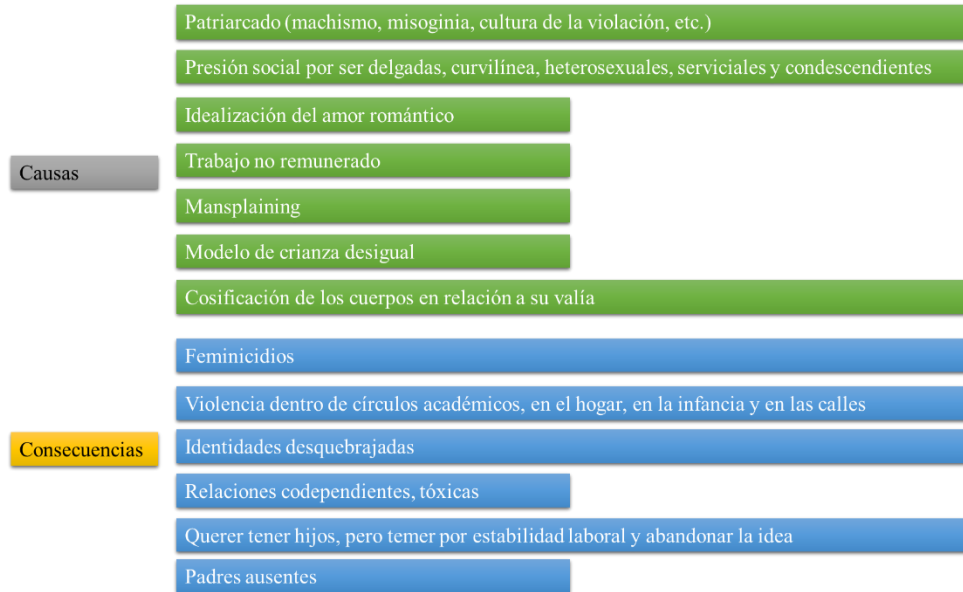 Patriarcado (machismo, misoginia, cultura de la violación, etc.)
Presión social por ser delgadas, curvilínea, heterosexuales, serviciales y condescendientes
Idealización del amor romántico
Causas
Trabajo no remunerado
Mansplaining
Modelo de crianza desigual
Cosificación de los cuerpos en relación a su valía
Feminicidios
Violencia dentro de círculos académicos, en el hogar, en la infancia y en las calles
Consecuencias
Identidades desquebrajadas
Relaciones codependientes, tóxicas
Querer tener hijos, pero temer por estabilidad laboral y abandonar la idea
Padres ausentes